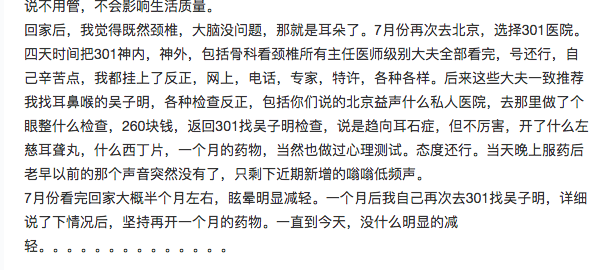 说不用管，不会影响生活质量。
回家后，我觉得既然颈椎，大脑没问题，那就是耳朵了。7月份再次去北京，选择301医院。
四天时间把301神内，神外，包括骨科看颈椎所有主任医师级别大夫全部看完，号还行，自
己辛苦点，我都挂上了反正，网上，电话，专家，特许，各种各样。后来这些大夫一致推荐
我找耳鼻喉的吴子明，各种检查反正，包括你们说的北京益声什么私人医院，去那里做了个
眼整什么检查，260块钱，返回301找吴子明检查，说是趋向耳石症，但不厉害，开了什么左
慈耳聋丸，什么西丁片，一个月的药物，当然也做过心理测试。态度还行。当天晚上服药后
老早以前的那个声音突然没有了，只剩下近期新增的嗡嗡低频声。
7月份看完回家大概半个月左右，眩晕明显减轻。一个月后我自己再次去301找吴子明，详细
说了下情况后，坚持再开一个月的药物。一直到今天，没什么明显的减
轻。。。。。。。。。。。。。。